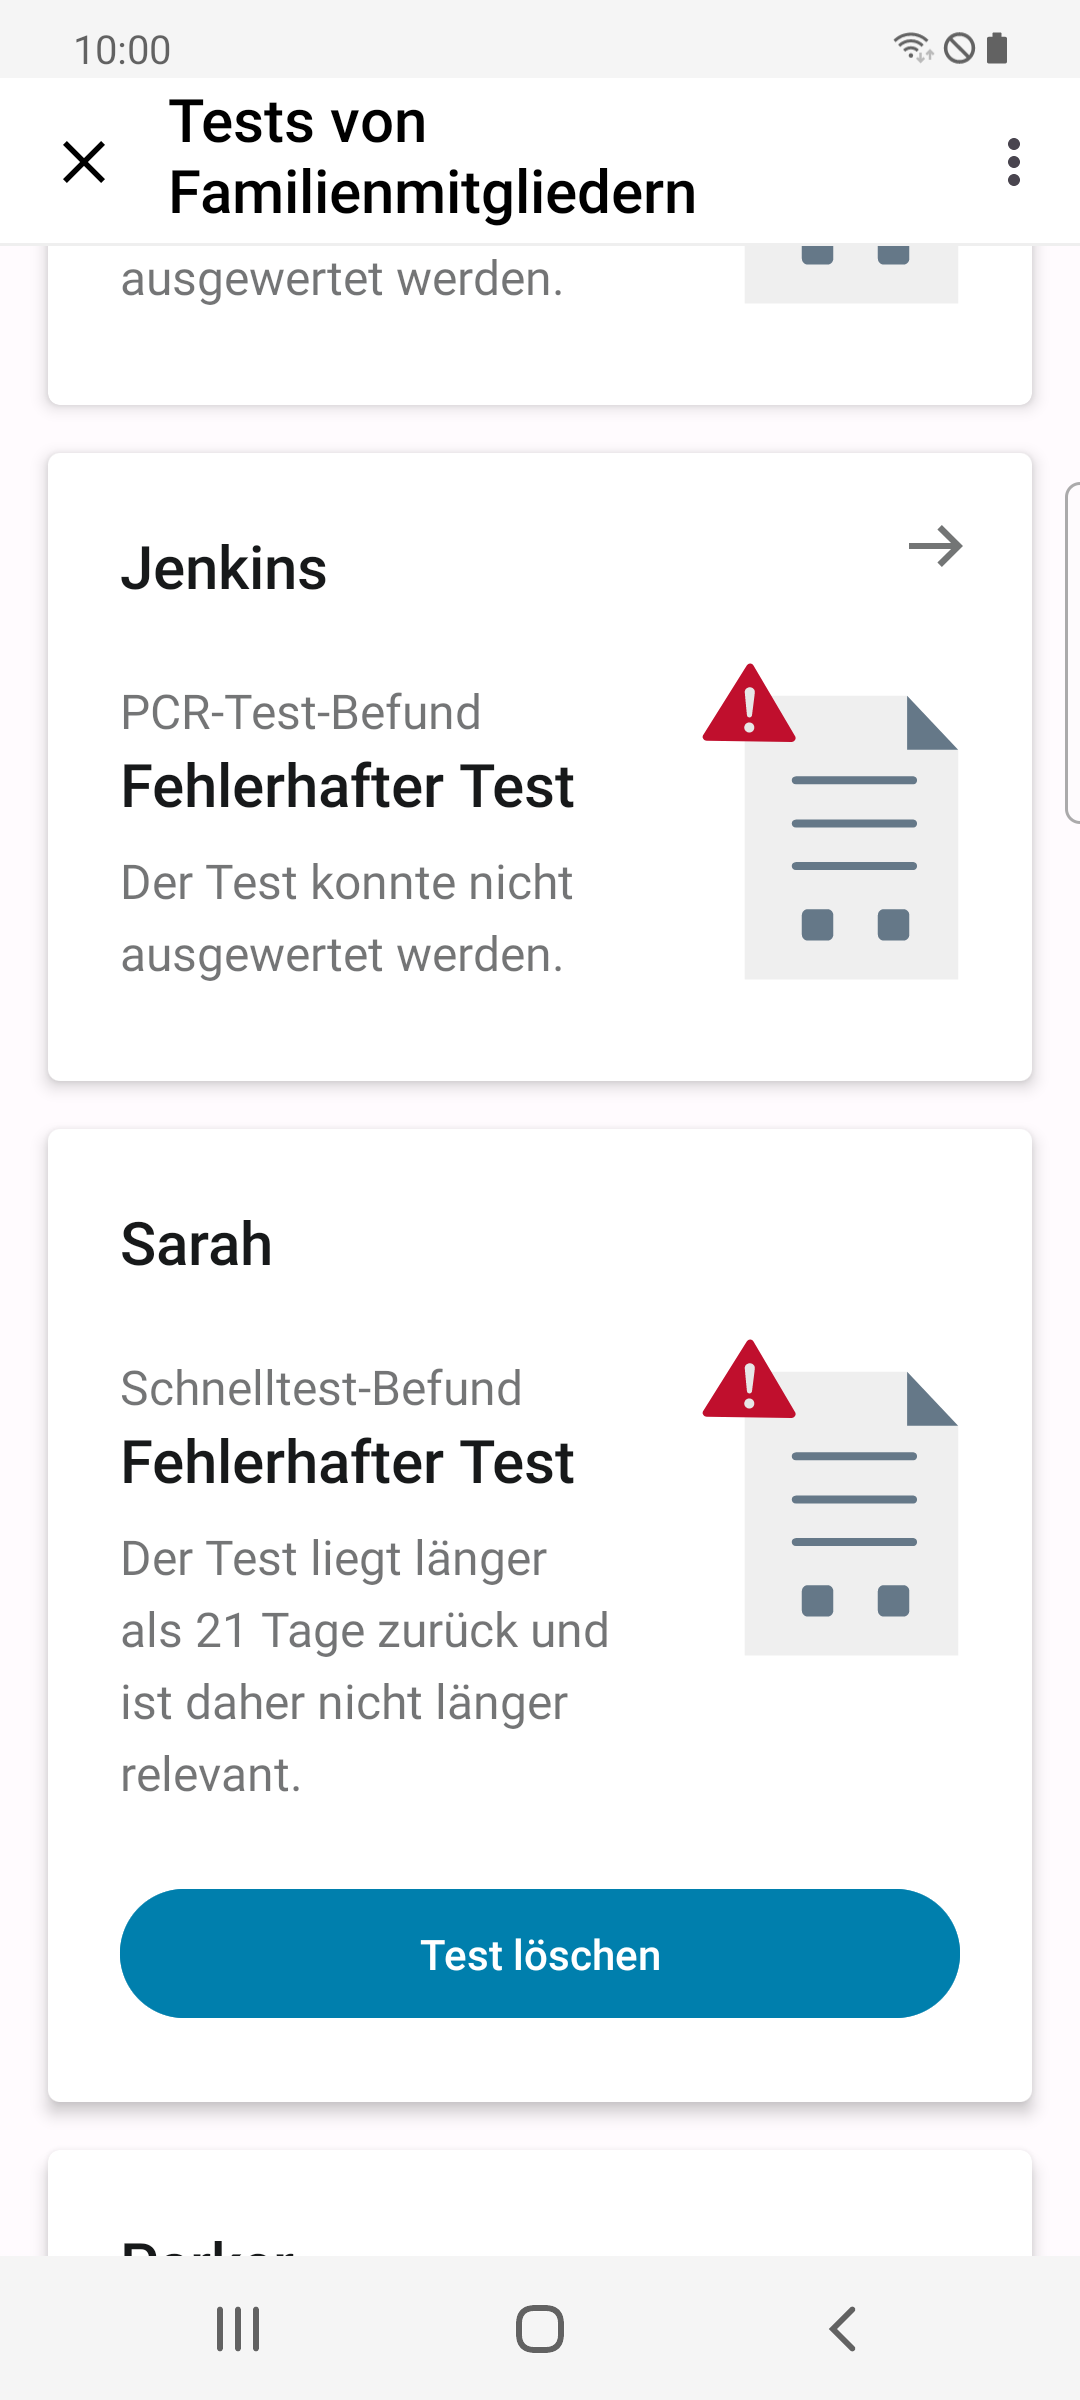 10:00
Tests von
Familienmitgliedern
ausgewertet werden.
Jenkins
PCR-Test-Befund
Fehlerhafter Test
Der Test konnte nicht
ausgewertet werden.
Sarah
Schnelltest-Befund
Fehlerhafter Test
Der Test liegt länger
als 21 Tage zurück und
ist daher nicht länger
relevant.
Test löschen